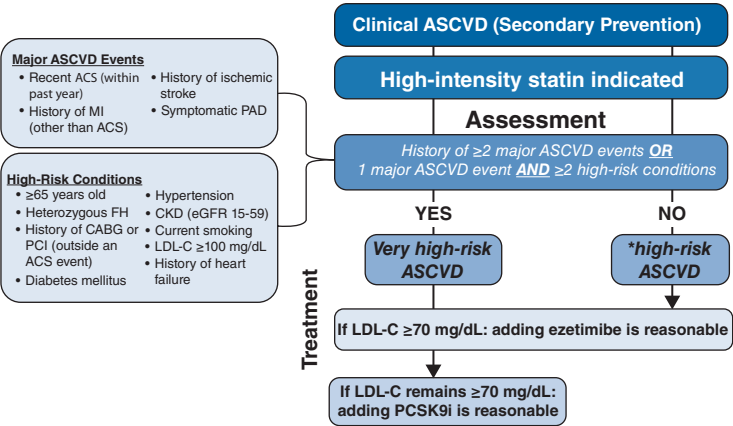 Clinical ASCVD (Secondary Prevention)
High-intensity statin indicated
Assessment
Major ASCVD Events
• Recent ACS (within
past year)
• History of MI
(other than ACS)
• History of ischemic
stroke
• Symptomatic PAD
High-Risk Conditions
• ≥65 years old
• Heterozygous FH
• History of CABG or
PCI (outside an
ACS event)
• Diabetes mellitus
• Hypertension
• CKD (eGFR 15-59)
• Current smoking
• LDL-C ≥100 mg/dL
• History of heart
failure
History of ≥2 major ASCVD events OR
1 major ASCVD event AND ≥2 high-risk conditions
YES
NO
Very high-risk
ASCVD
*high-risk
ASCVD
Treatment
If LDL-C ≥70 mg/dL: adding ezetimibe is reasonable
If LDL-C remains ≥70 mg/dL:
adding PCSK9i is reasonable